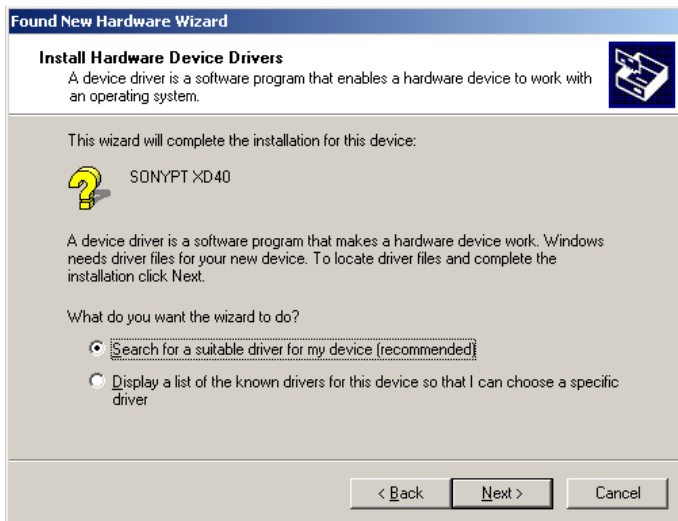 Found New Hardware Wizard
Install Hardware Device Drivers
A device driver is a software program that enables a hardware device to work with
an operating system.
This wizard will complete the installation for this device:
SONYPT XD40
A device driver is a software program that makes a hardware device work. Windows
needs driver files for your new device. To locate driver files and complete the
installation click Next.
What do you want the wizard to do?
Search for a suitable driver for my device (recommended)
Display a list of the known drivers for this device so that I can choose a specific
driver
< Back
Next >
Cancel